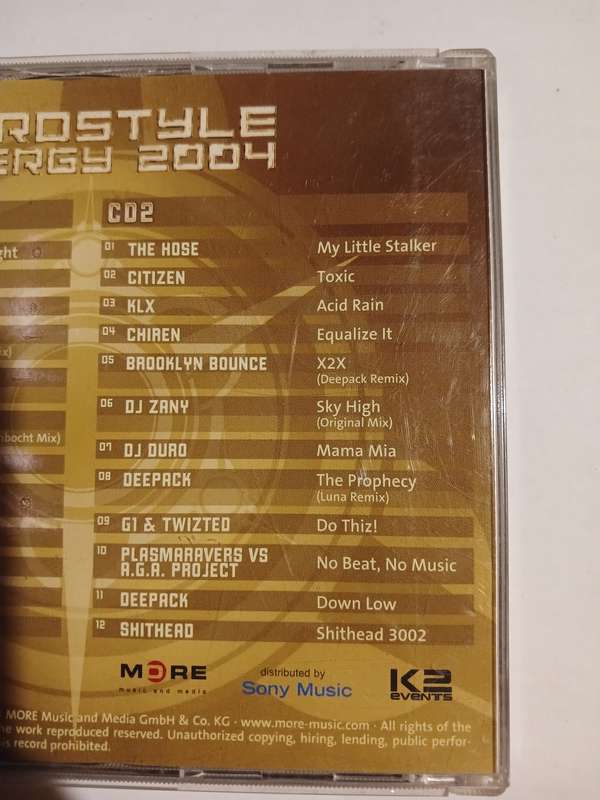 RDSTYLE
ERGY 2004
ght
ix)
nbocht Mix)
CD2
01 THE HOSE My Little Stalker
02 CITIZEN Toxic
03 KLX Acid Rain
04 CHIREN Equalize It
05 BROOKLYN BOUNCE X2X
(Deepack Remix)
06 DJ ZANY Sky High
(Original Mix)
07 DJ DURO Mama Mia
08 DEEPACK The Prophecy
(Luna Remix)
09 G1 & TWIZTED Do Thiz!
10 PLASMARAVERS VS
A.G.A. PROJECT No Beat, No Music
11 DEEPACK Down Low
12 SHITHEAD Shithead 3002
MORE
music and media
distributed by
Sony Music
K2
EVENTS
- MORE Music and Media GmbH & Co. KG · www.more-music.com · All rights of the
he work reproduced reserved. Unauthorized copying, hiring, lending, public perfor-
is record prohibited.